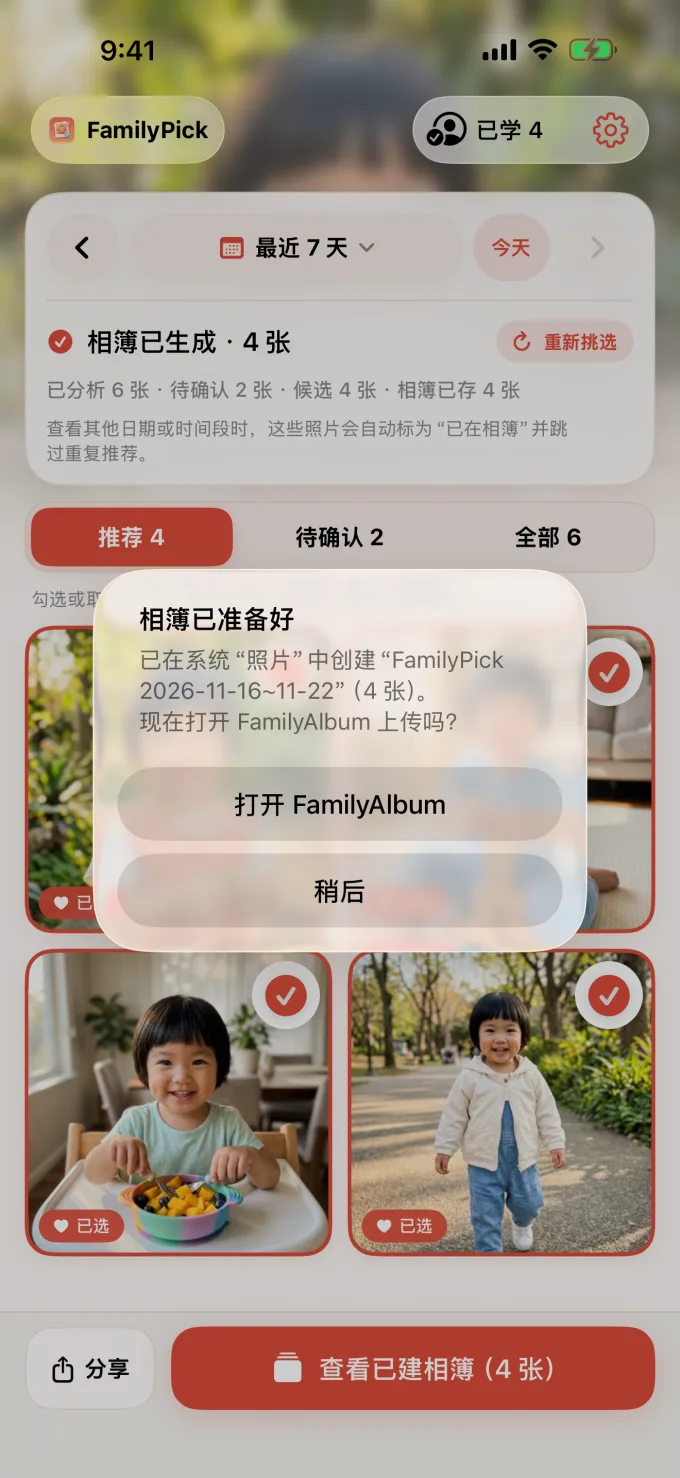 9:41
FamilyPick
已学 4
最近 7 天
今天
相簿已生成 · 4 张
重新挑选
已分析 6 张 · 待确认 2 张 · 候选 4 张 · 相簿已存 4 张
查看其他日期或时间段时，这些照片会自动标为“已在相簿”并跳
过重复推荐。
推荐 4
待确认 2
全部 6
勾选或取
相簿已准备好
已在系统“照片”中创建“FamilyPick
2026-11-16~11-22”（4 张）。
现在打开 FamilyAlbum 上传吗？
打开 FamilyAlbum
稍后
已
已选
已选
分享
查看已建相簿（4 张）